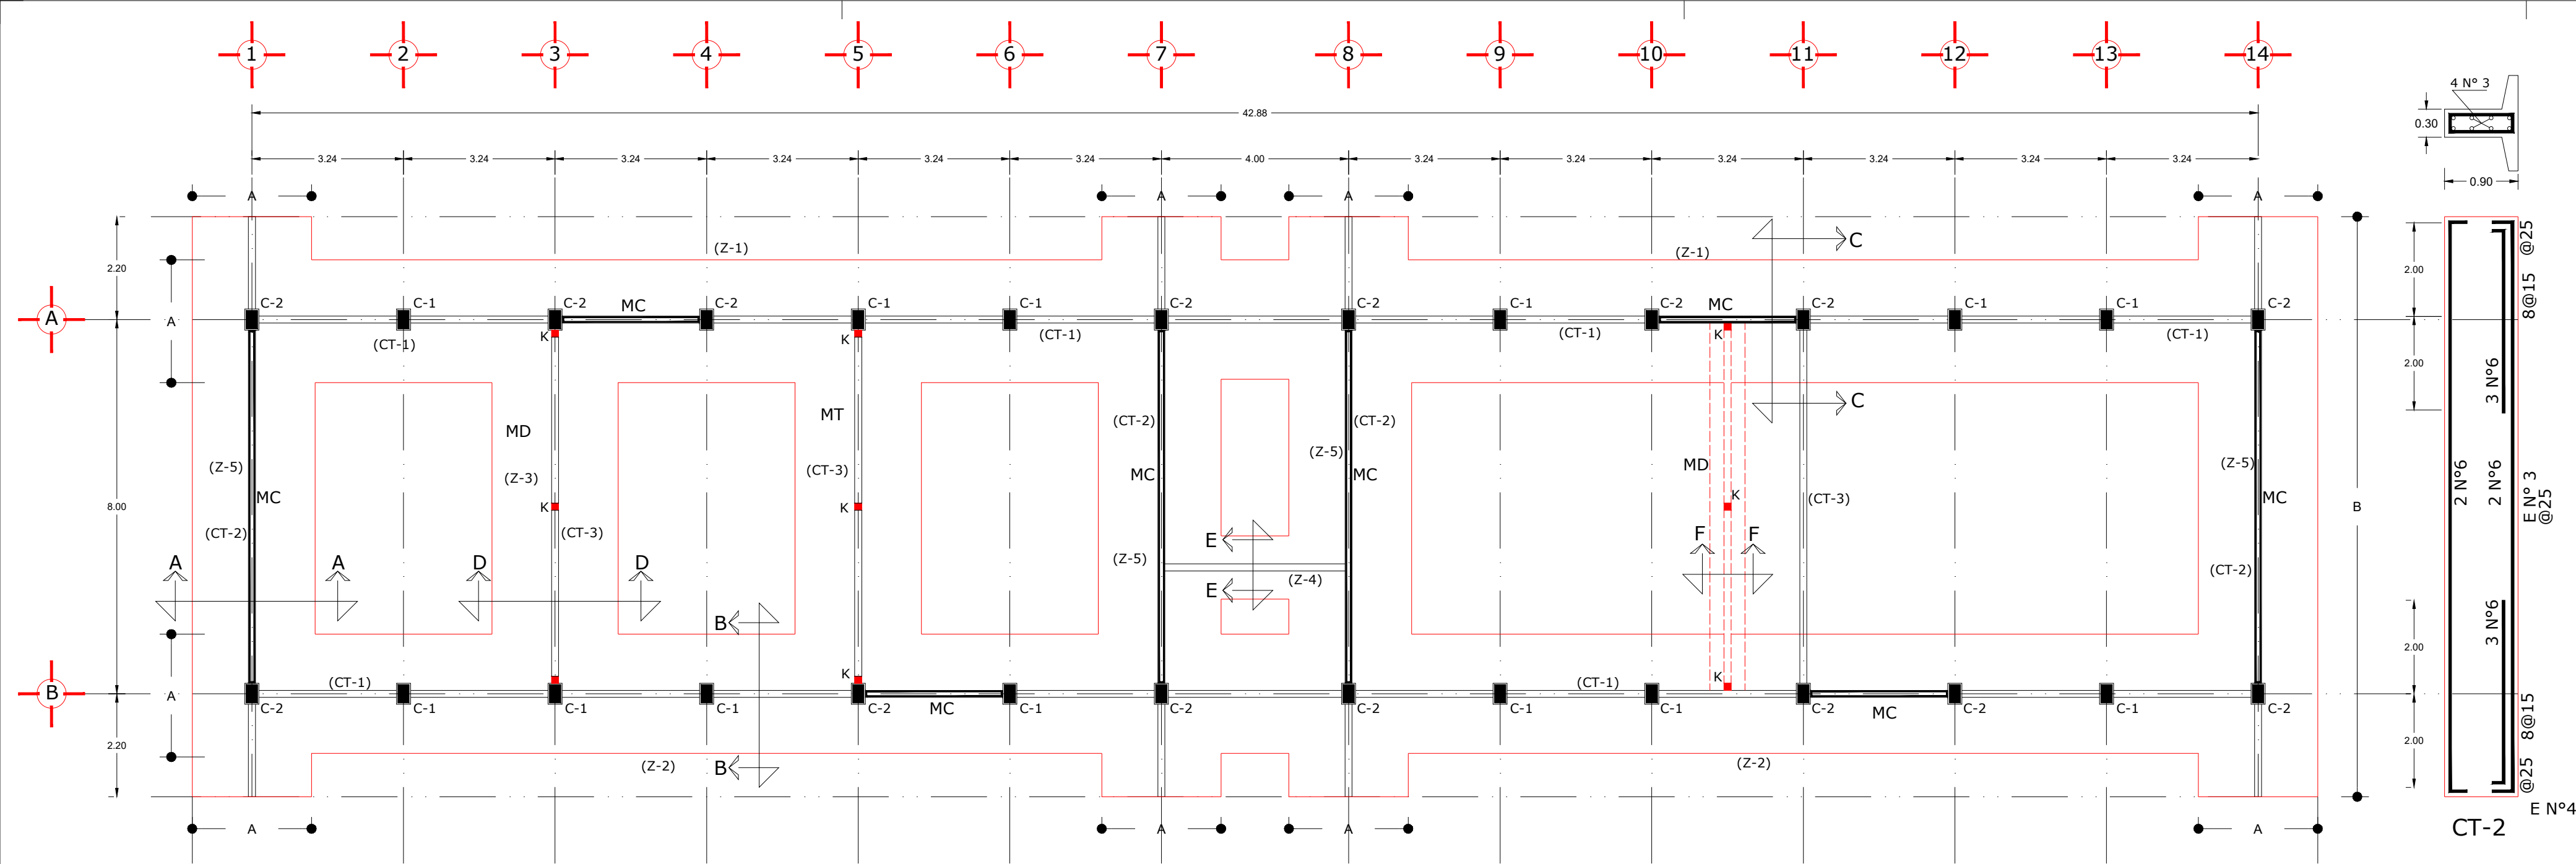 1 2 3 4 5 6 7 8 9 10 11 12 13 14
4 N° 3
42.88
0.30
3.24 3.24 3.24 3.24 3.24 3.24 4.00 3.24 3.24 3.24 3.24 3.24 3.24
0.90
A A A A
(Z-1) C (Z-1)
2.20
2.00
8@15 @25
C-2 C-1 C-2 MC C-2 C-1 C-1 C-2 C-2 C-1 C-2 MC C-2 C-1 C-1 C-2
A A
K K K
(CT-1) (CT-1) (CT-1) (CT-1)
2.00
3 N°6
C
MD MT (CT-2) (CT-2)
(Z-5) (Z-3) (CT-3) MC (Z-5) MC MD (Z-5)
MC K K K (CT-3) MC
2 N°6 2 N°6 E N° 3
@25
8.00 B
(CT-2) (CT-3)
E F F
A A D D (Z-5) (CT-2)
E (Z-4)
B
3 N°6
2.00
A
(CT-1) K K (CT-1)
B
C-2 C-1 C-1 C-1 C-2 MC C-1 C-2 C-2 C-1 C-1 C-2 MC C-2 C-1 C-2
2.20
2.00
@25 8@15
(Z-2) B (Z-2)
E N°4
A A A A
CT-2